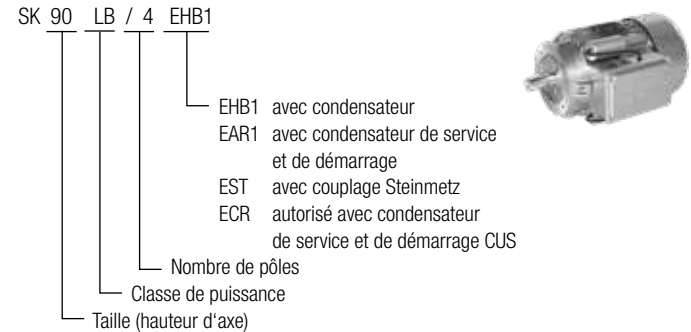 SK 90 LB / 4 EHB1
EHB1 avec condensateur
EAR1 avec condensateur de service
et de démarrage
EST avec couplage Steinmetz
ECR autorisé avec condensateur
de service et de démarrage CUS
Nombre de pôles
Classe de puissance
Taille (hauteur d'axe)